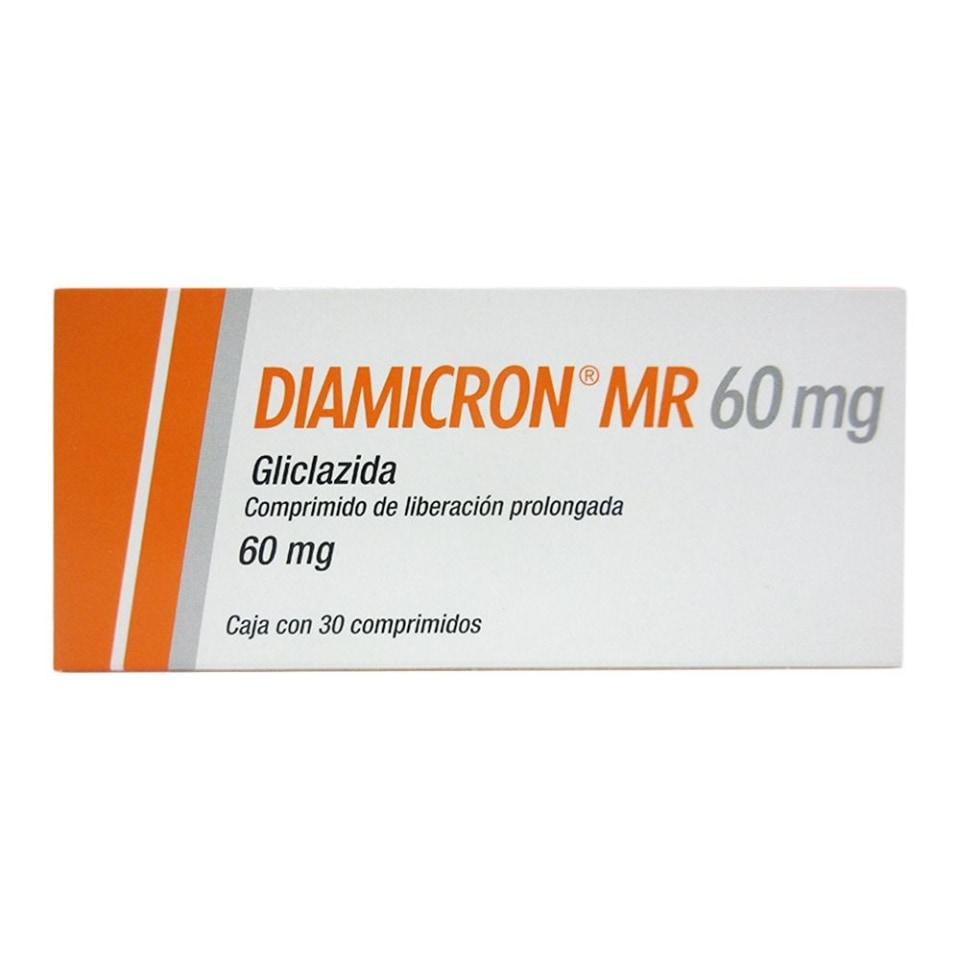 DIAMICRON® MR 60 mg
Gliclazida
Comprimido de liberación prolongada
60 mg
Caja con 30 comprimidos